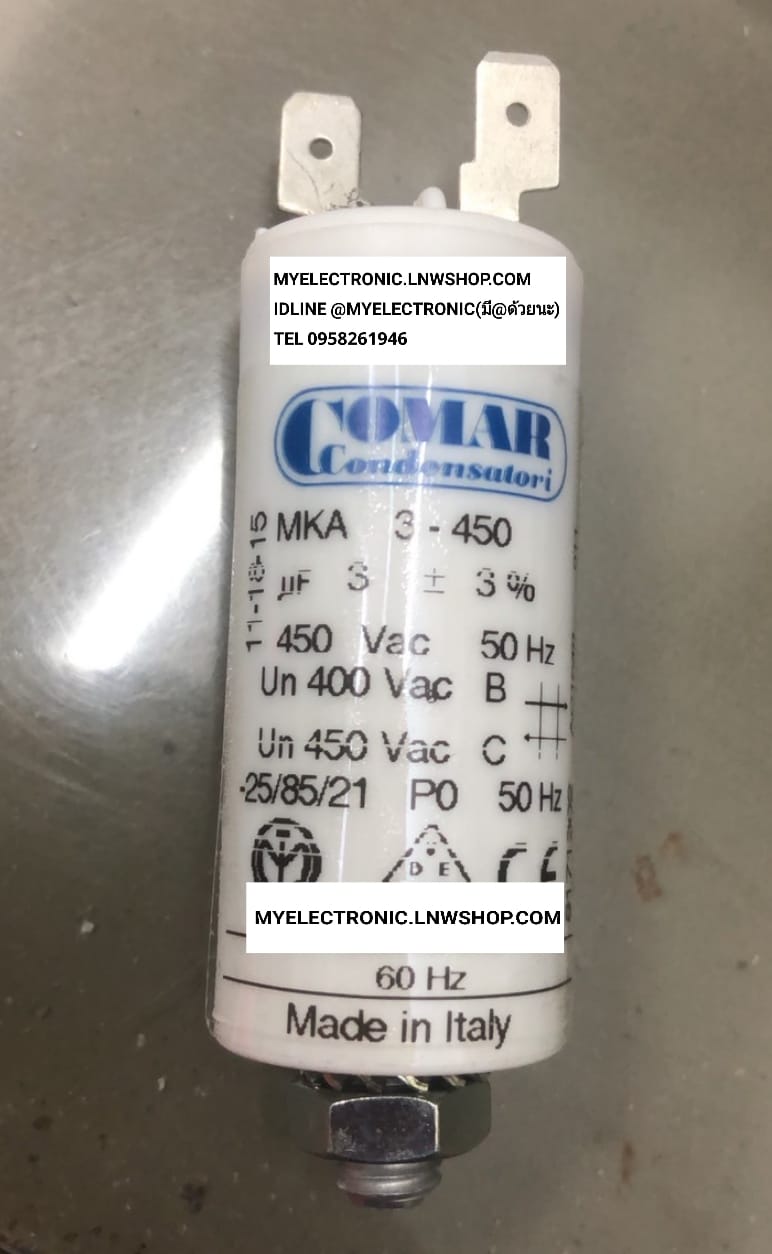 MYELECTRONIC.LNWSHOP.COM
IDLINE @MYELECTRONIC(มี@ด้วยนะ)
TEL 0958261946
COMAR
Condensatori
11-18-15
MKA 3 - 450
µF 3 ± 3 %
450 Vac 50 Hz
Un 400 Vac B
Un 450 Vac C
-25/85/21 P0 50 Hz
D E
CE
MYELECTRONIC.LNWSHOP.COM
60 Hz
Made in Italy